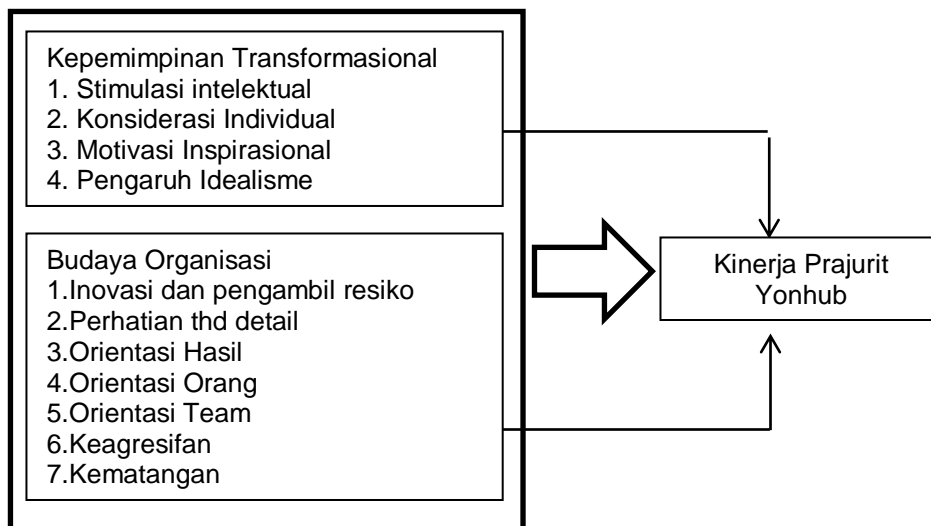 Kepemimpinan Transformasional
1. Stimulasi intelektual
2. Konsiderasi Individual
3. Motivasi Inspirasional
4. Pengaruh Idealisme
Budaya Organisasi
1.Inovasi dan pengambil resiko
2.Perhatian thd detail
3.Orientasi Hasil
4.Orientasi Orang
5.Orientasi Team
6.Keagresifan
7.Kematangan
Kinerja Prajurit
Yonhub